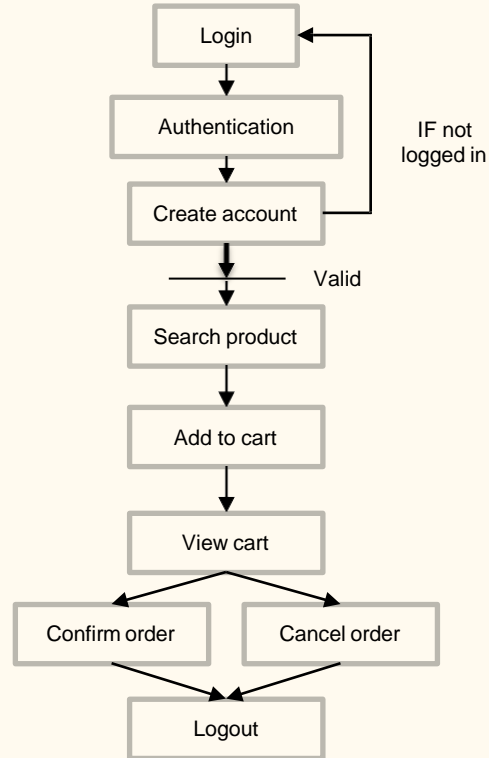 Login
Authentication
IF not
logged in
Create account
Valid
Search product
Add to cart
View cart
Confirm order
Cancel order
Logout